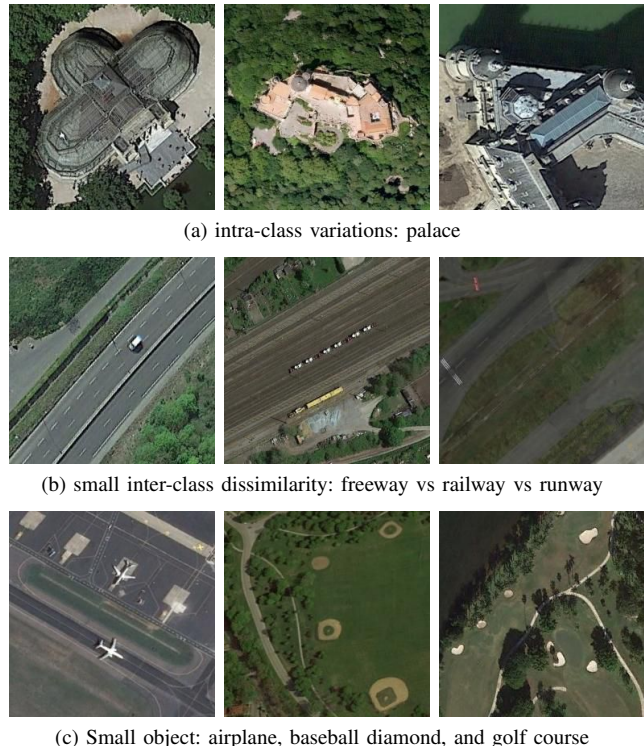 (a) intra-class variations: palace
(b) small inter-class dissimilarity: freeway vs railway vs runway
(c) Small object: airplane, baseball diamond, and golf course